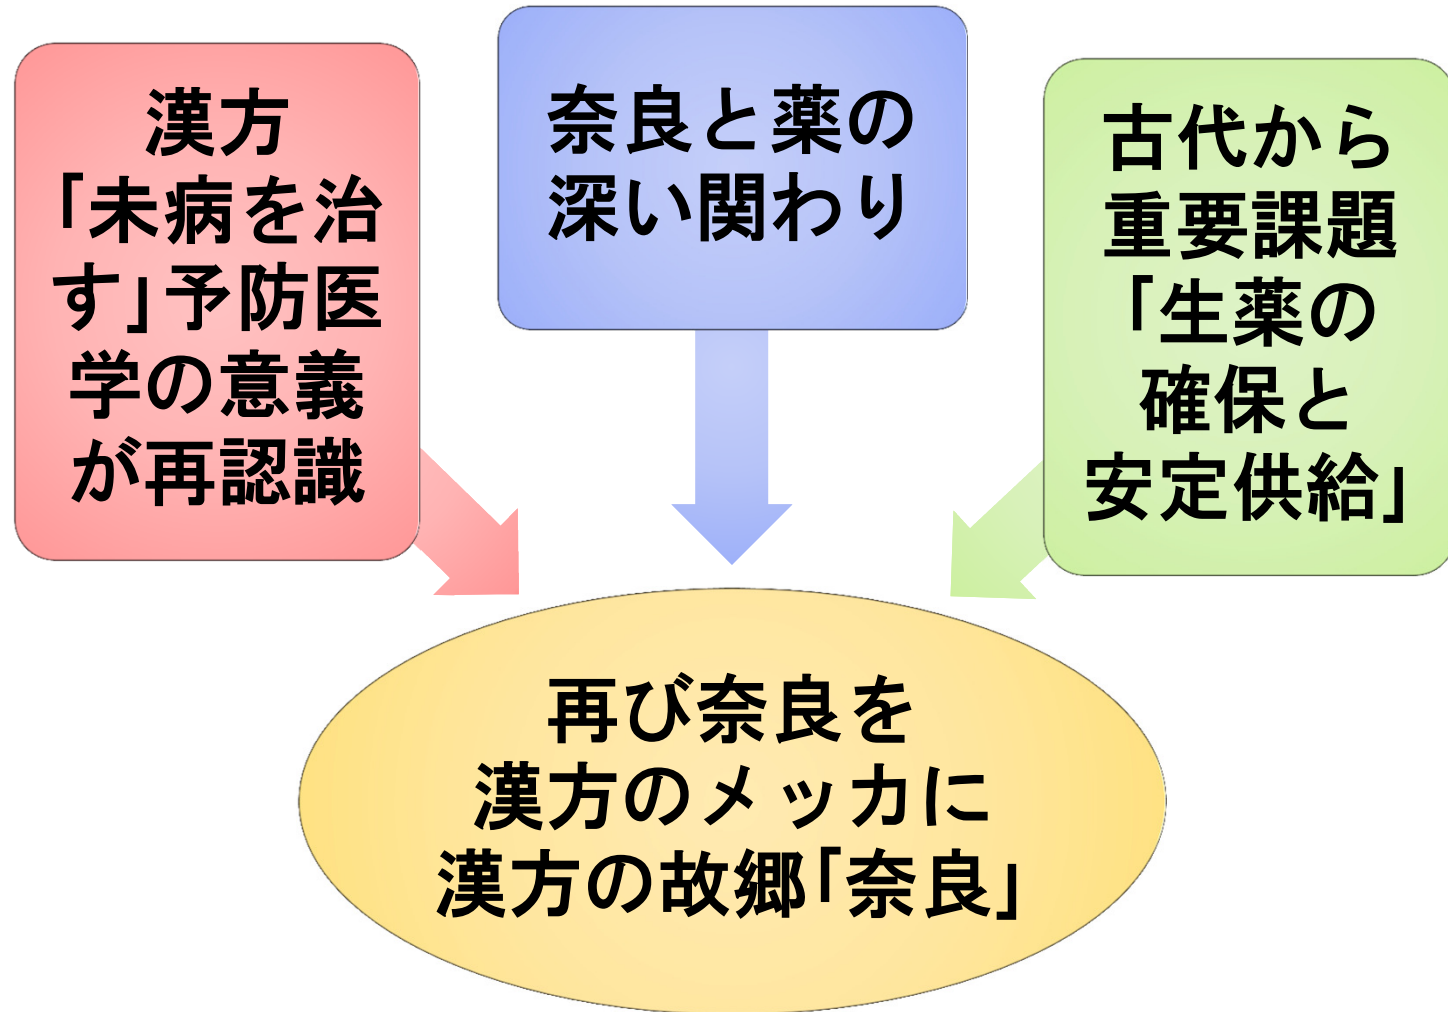 漢方
「未病を治
す」予防医
学の意義
が再認識
奈良と薬の
深い関わり
古代から
重要課題
「生薬の
確保と
安定供給」
再び奈良を
漢方のメッカに
漢方の故郷「奈良」